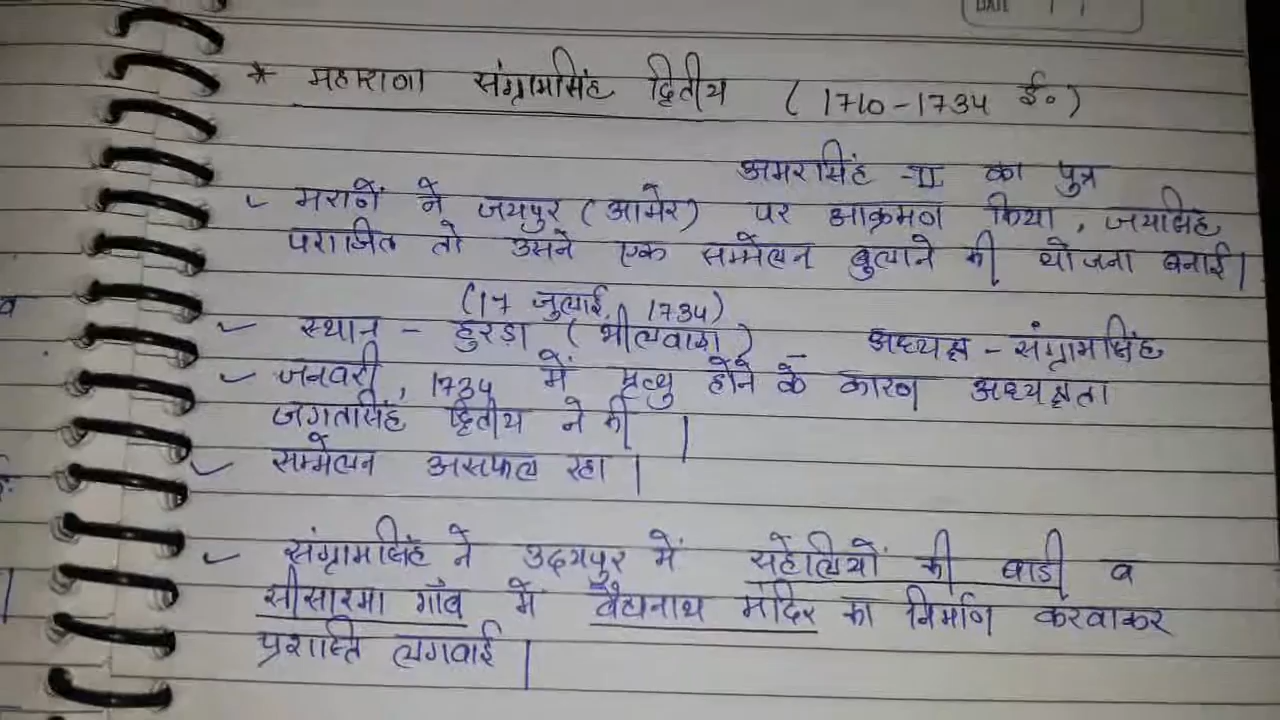 DATE
* महाराणा संग्रामसिंह द्वितीय (1710-1734 ई०)
अमरसिंह -II का पुत्र
मराठों ने जयपुर (आमेर) पर आक्रमण किया, जयसिंह
पराजित तो उसने एक सम्मेलन बुलाने की योजना बनाई।
(17 जुलाई, 1734)
स्थान - हुरड़ा (भीलवाड़ा) - अध्यक्ष - संग्रामसिंह
जनवरी, 1734 में मृत्यु होने के कारण अध्यक्षता
जगतसिंह द्वितीय ने की।
सम्मेलन असफल रहा।
संग्रामसिंह ने उदयपुर में सहेलियों की बाडी व
सीसारमा गाँव में वैद्यनाथ मंदिर का निर्माण करवाकर
प्रशस्ति लगवाई।